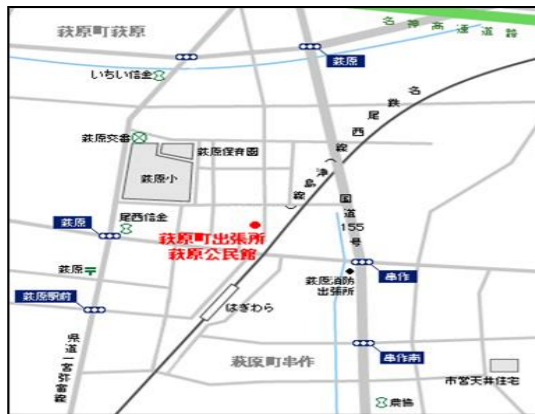 萩原町萩原
名神高速道路
萩原
いちい信金
名鉄尾西線
(津島線)
萩原交番
萩原保育園
萩原小
国道155号
尾西信金
萩原
萩原町出張所
萩原公民館
串作
萩原
萩原消防
出張所
萩原駅前
はぎわら
県道一宮弥富線
萩原町串作
串作南
市営天井住宅
農協